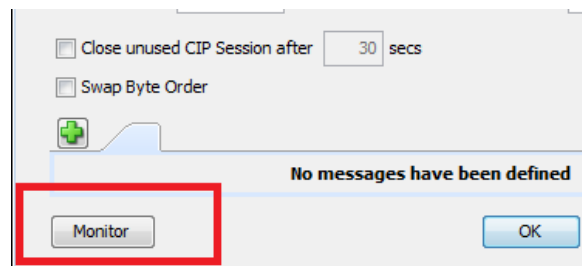 Close unused CIP Session after 30 secs
Swap Byte Order
No messages have been defined
Monitor OK